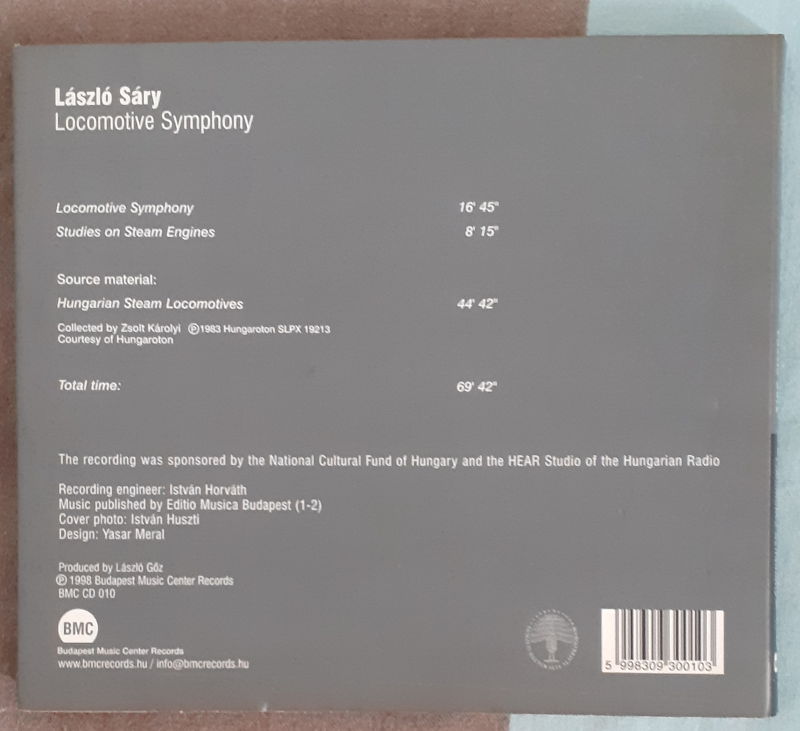 László Sáry
Locomotive Symphony
Locomotive Symphony 16' 45"
Studies on Steam Engines 8' 15"
Source material:
Hungarian Steam Locomotives 44' 42"
Collected by Zsolt Károlyi ℗1983 Hungaroton SLPX 19213
Courtesy of Hungaroton
Total time: 69' 42"
The recording was sponsored by the National Cultural Fund of Hungary and the HEAR Studio of the Hungarian Radio
Recording engineer: István Horváth
Music published by Editio Musica Budapest (1-2)
Cover photo: István Huszti
Design: Yasar Meral
Produced by László Gőz
℗ 1998 Budapest Music Center Records
BMC CD 010
BMC
Budapest Music Center Records
www.bmcrecords.hu / info@bmcrecords.hu
5 998309 300103